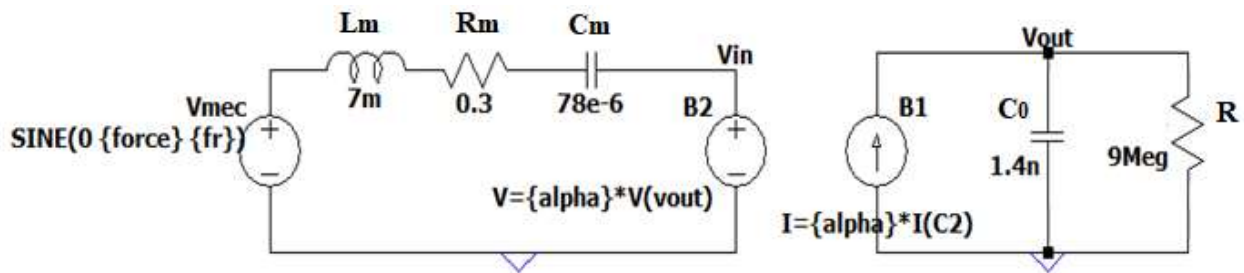 Lm
Rm
Cm
7m
0.3
78e-6
Vin
Vmec
SINE(0 {force} {fr})
B2
V={alpha}*V(vout)
Vout
B1
C0
1.4n
R
9Meg
I={alpha}*I(C2)